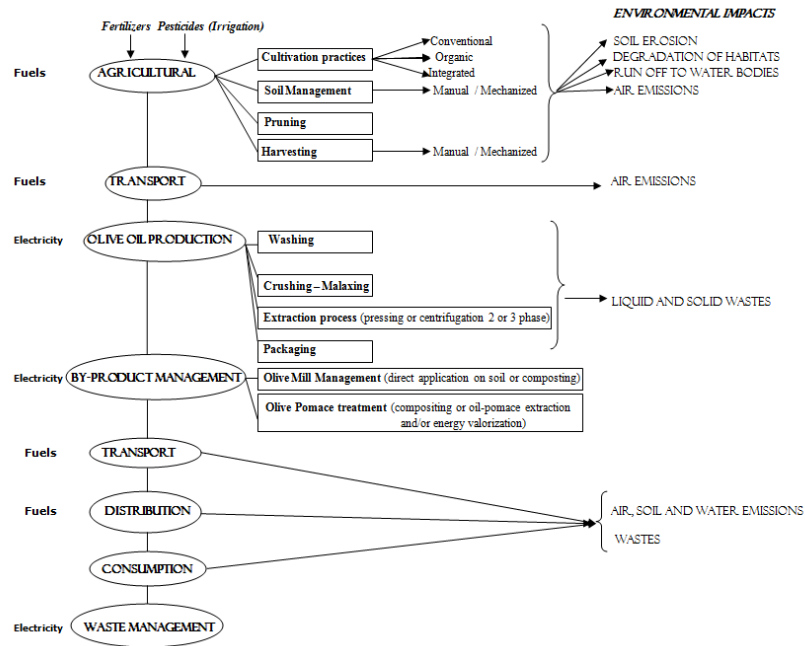 ENVIRONMENTAL IMPACTS
Fertilizers Pesticides (Irrigation)
Fuels
AGRICULTURAL
Cultivation practices
Conventional
Organic
Integrated
Soil Management
Manual / Mechanized
Pruning
Harvesting
Manual / Mechanized
SOIL EROSION
DEGRADATION OF HABITATS
RUN OFF TO WATER BODIES
AIR EMISSIONS
Fuels
TRANSPORT
AIR EMISSIONS
Electricity
OLIVE OIL PRODUCTION
Washing
Crushing – Malaxing
Extraction process (pressing or centrifugation 2 or 3 phase)
Packaging
LIQUID AND SOLID WASTES
Electricity
BY-PRODUCT MANAGEMENT
Olive Mill Management (direct application on soil or composting)
Olive Pomace treatment (compositing or oil-pomace extraction
and/or energy valorization)
Fuels
TRANSPORT
Fuels
DISTRIBUTION
AIR, SOIL AND WATER EMISSIONS
WASTES
CONSUMPTION
Electricity
WASTE MANAGEMENT